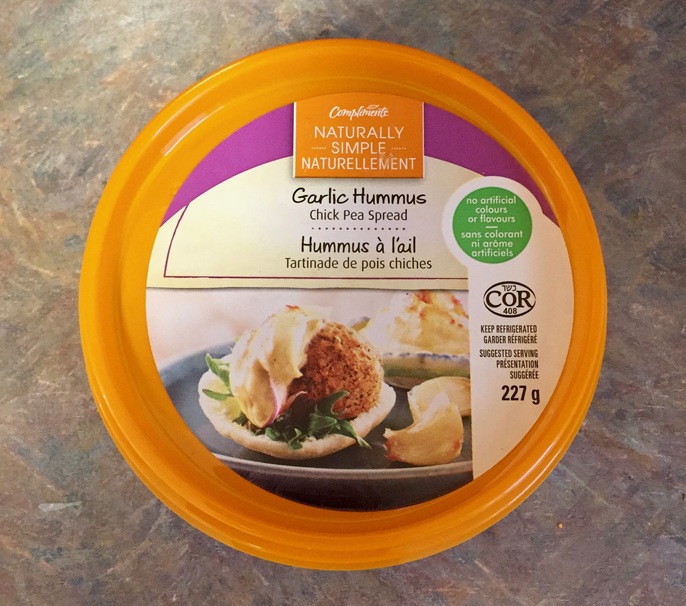 Compliments
NATURALLY
SIMPLE
NATURELLEMENT
Garlic Hummus
Chick Pea Spread
Hummus à l'ail
Tartinade de pois chiches
no artificial
colours
or flavours
sans colorant
ni arôme
artificiels
כשר
COR
408
KEEP REFRIGERATED
GARDER RÉFRIGÉRÉ
SUGGESTED SERVING
PRÉSENTATION
SUGGÉRÉE
227 g